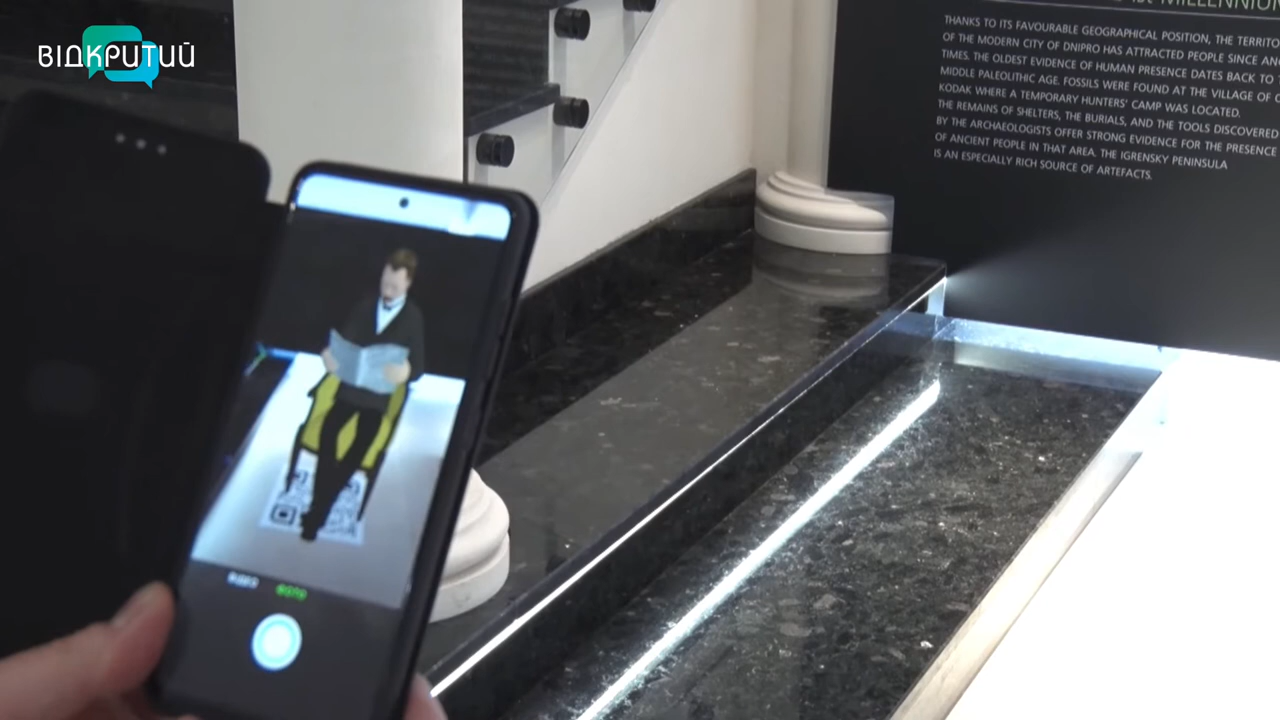 ВІДКРИТИЙ
MILLENNIUM
THANKS TO ITS FAVOURABLE GEOGRAPHICAL POSITION, THE TERRITO
OF THE MODERN CITY OF DNIPRO HAS ATTRACTED PEOPLE SINCE AN
TIMES. THE OLDEST EVIDENCE OF HUMAN PRESENCE DATES BACK TO
MIDDLE PALEOLITHIC AGE. FOSSILS WERE FOUND AT THE VILLAGE OF
KODAK WHERE A TEMPORARY HUNTERS' CAMP WAS LOCATED.
THE REMAINS OF SHELTERS, THE BURIALS, AND THE TOOLS DISCOVERED
BY THE ARCHAEOLOGISTS OFFER STRONG EVIDENCE FOR THE PRESENCE
OF ANCIENT PEOPLE IN THAT AREA. THE IGRENSKY PENINSULA
IS AN ESPECIALLY RICH SOURCE OF ARTEFACTS.
ВІДЕО ФОТО